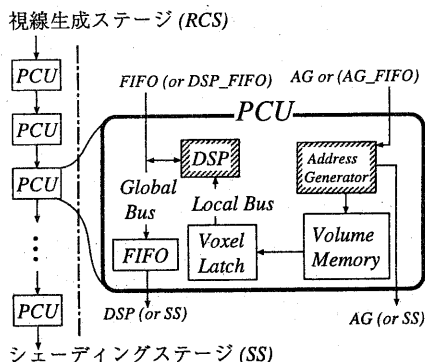 視線生成ステージ (RCS)
PCU
PCU
PCU
PCU
シェーディングステージ (SS)
FIFO (or DSP_FIFO)
AG or (AG_FIFO)
PCU
DSP
Address
Generator
Global
Bus
Local Bus
FIFO
Voxel
Latch
Volume
Memory
DSP (or SS)
AG (or SS)